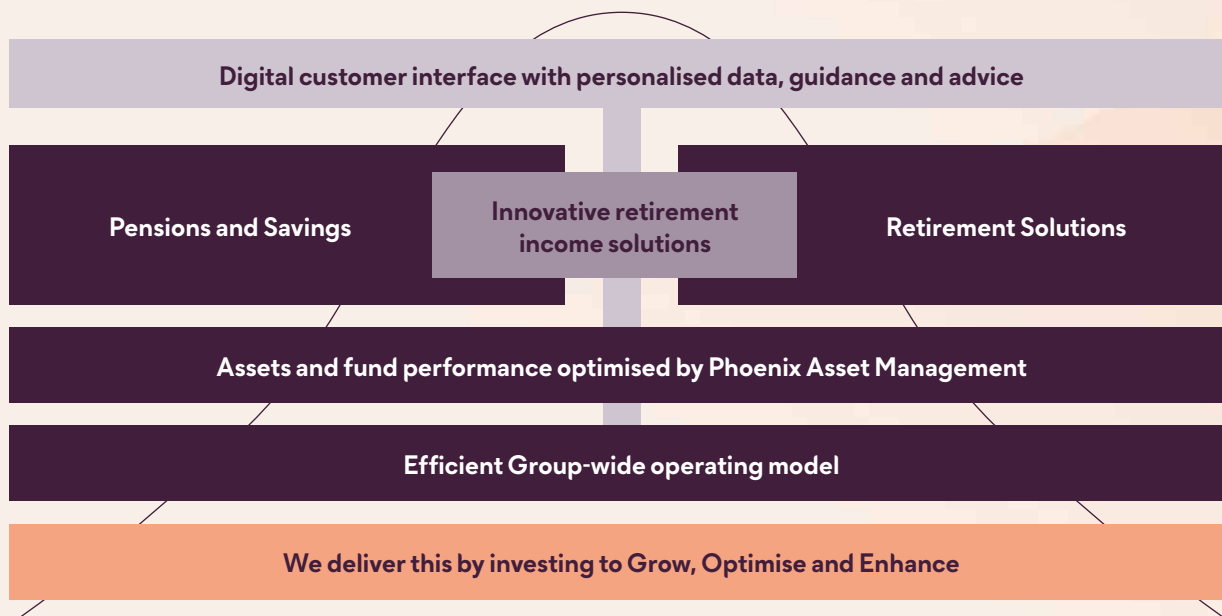 Digital customer interface with personalised data, guidance and advice
Pensions and Savings
Innovative retirement
income solutions
Retirement Solutions
Assets and fund performance optimised by Phoenix Asset Management
Efficient Group-wide operating model
We deliver this by investing to Grow, Optimise and Enhance